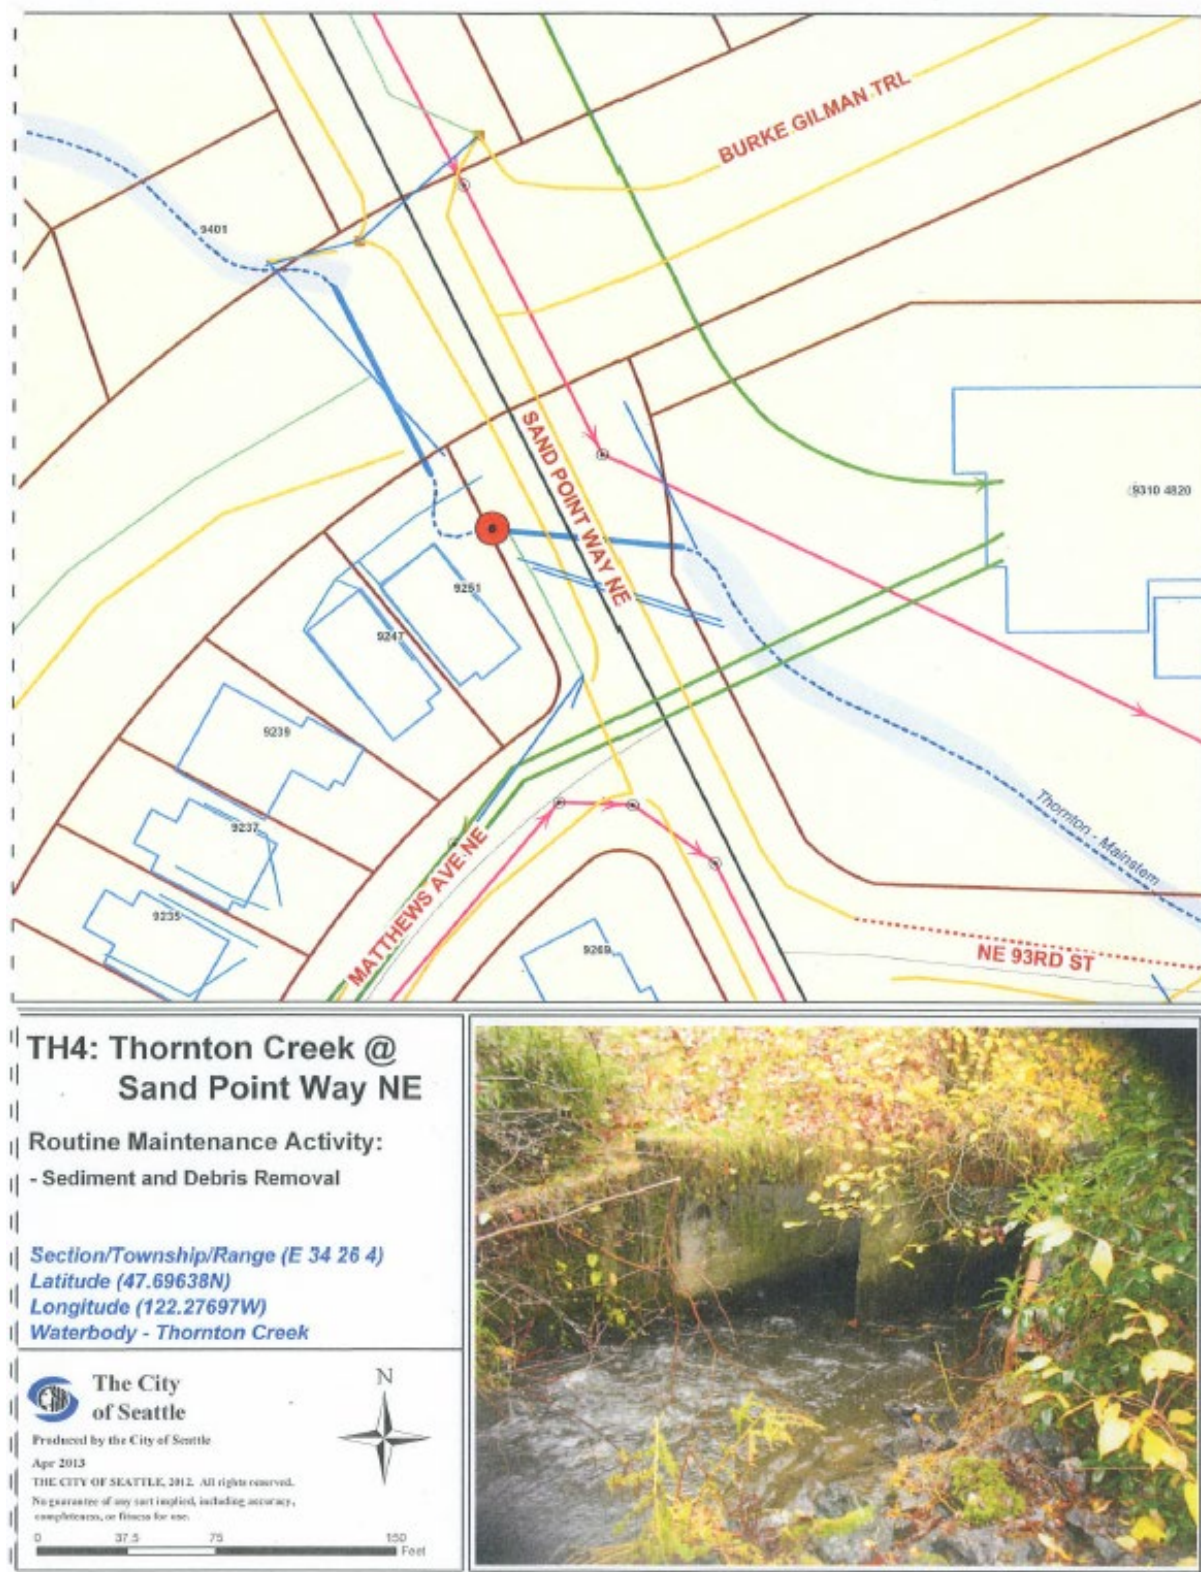 BURKE GILMAN TRL
9401
SAND POINT WAY NE
9310 4820
9251
9247
9239
9237
9235
MATTHEWS AVE NE
9269
Thornton - Mainstem
NE 93RD ST
TH4: Thornton Creek @
Sand Point Way NE
Routine Maintenance Activity:
- Sediment and Debris Removal
Section/Township/Range (E 34 26 4)
Latitude (47.69638N)
Longitude (122.27697W)
Waterbody - Thornton Creek
The City
of Seattle
N
Produced by the City of Seattle
Apr 2013
THE CITY OF SEATTLE, 2012. All rights reserved.
No guarantee of any sort implied, including accuracy,
completeness, or fitness for use.
0 37.5 75 150
Feet